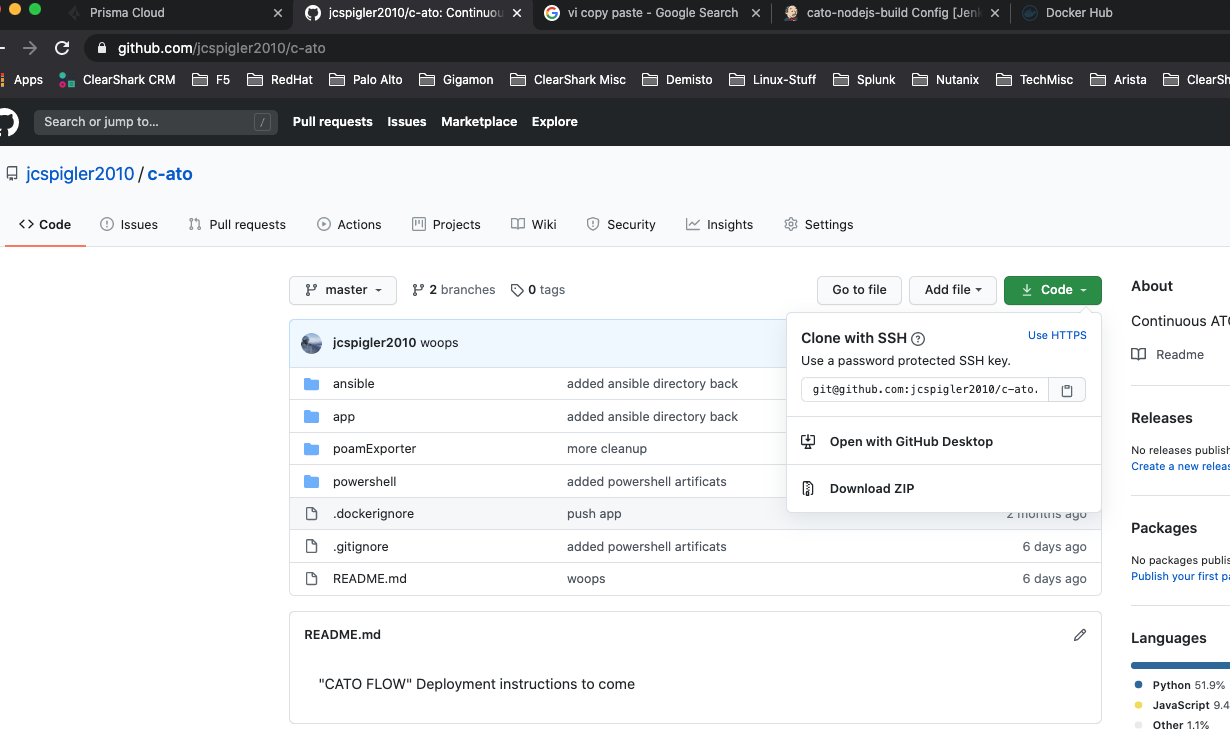 Prisma Cloud
jcspigler2010/c-ato: Continuou
vi copy paste - Google Search
cato-nodejs-build Config [Jenk
Docker Hub
github.com/jcspigler2010/c-ato
Apps ClearShark CRM F5 RedHat Palo Alto Gigamon ClearShark Misc Demisto Linux-Stuff Splunk Nutanix TechMisc Arista ClearSh
Search or jump to... / Pull requests Issues Marketplace Explore
jcspigler2010 / c-ato
<> Code Issues Pull requests Actions Projects Wiki Security Insights Settings
master 2 branches 0 tags Go to file Add file Code
Clone with SSH ? Use HTTPS
Use a password protected SSH key.
git@github.com:jcspigler2010/c-ato.
Open with GitHub Desktop
Download ZIP
jcspigler2010 woops
ansible added ansible directory back
app added ansible directory back
poamExporter more cleanup
powershell added powershell artificats
.dockerignore push app 2 months ago
.gitignore added powershell artificats 6 days ago
README.md woops 6 days ago
README.md
"CATO FLOW" Deployment instructions to come
About
Continuous ATO
Readme
Releases
No releases publish
Create a new releas
Packages
No packages publis
Publish your first pa
Languages
Python 51.9%
JavaScript 9.4
Other 1.1%